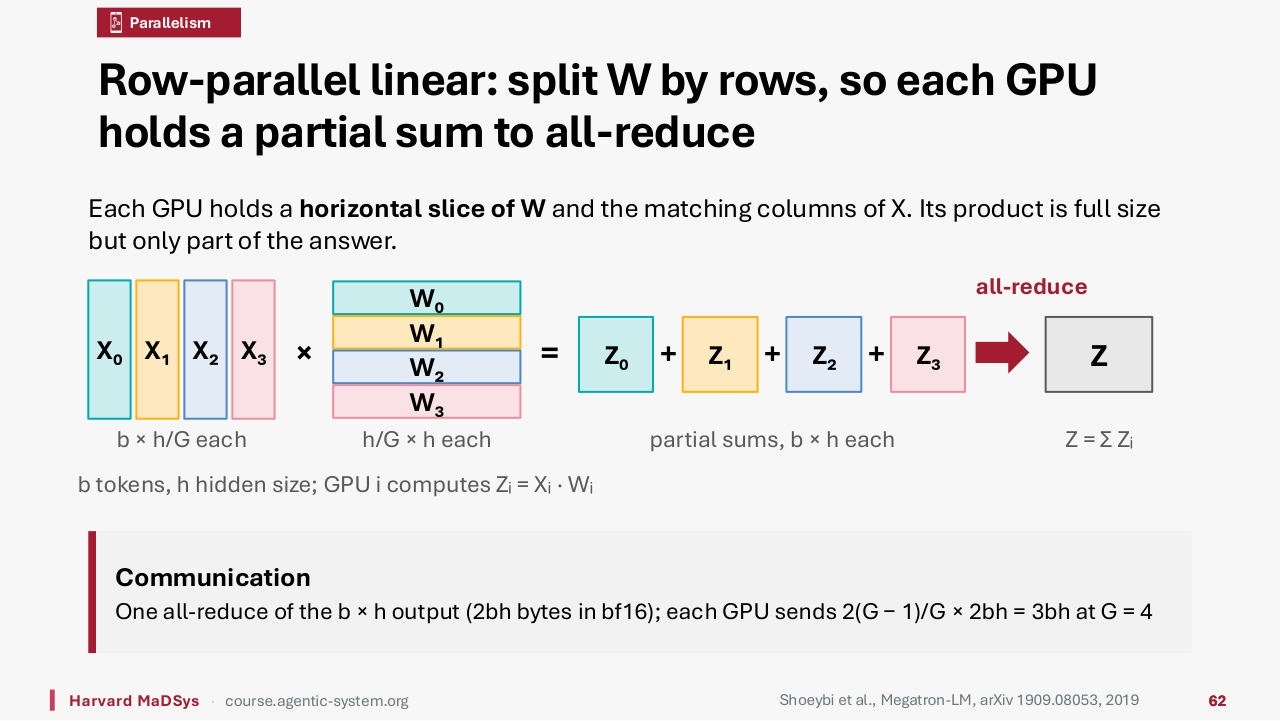 Parallelism
Row-parallel linear: split W by rows, so each GPU
holds a partial sum to all-reduce
Each GPU holds a horizontal slice of W and the matching columns of X. Its product is full size
but only part of the answer.
all-reduce
X₀ X₁ X₂ X₃ × W₀ W₁ W₂ W₃ = Z₀ + Z₁ + Z₂ + Z₃ Z
b × h/G each h/G × h each partial sums, b × h each Z = Σ Zᵢ
b tokens, h hidden size; GPU i computes Zᵢ = Xᵢ · Wᵢ
Communication
One all-reduce of the b × h output (2bh bytes in bf16); each GPU sends 2(G − 1)/G × 2bh = 3bh at G = 4
Harvard MaDSys · course.agentic-system.org Shoeybi et al., Megatron-LM, arXiv 1909.08053, 2019 62